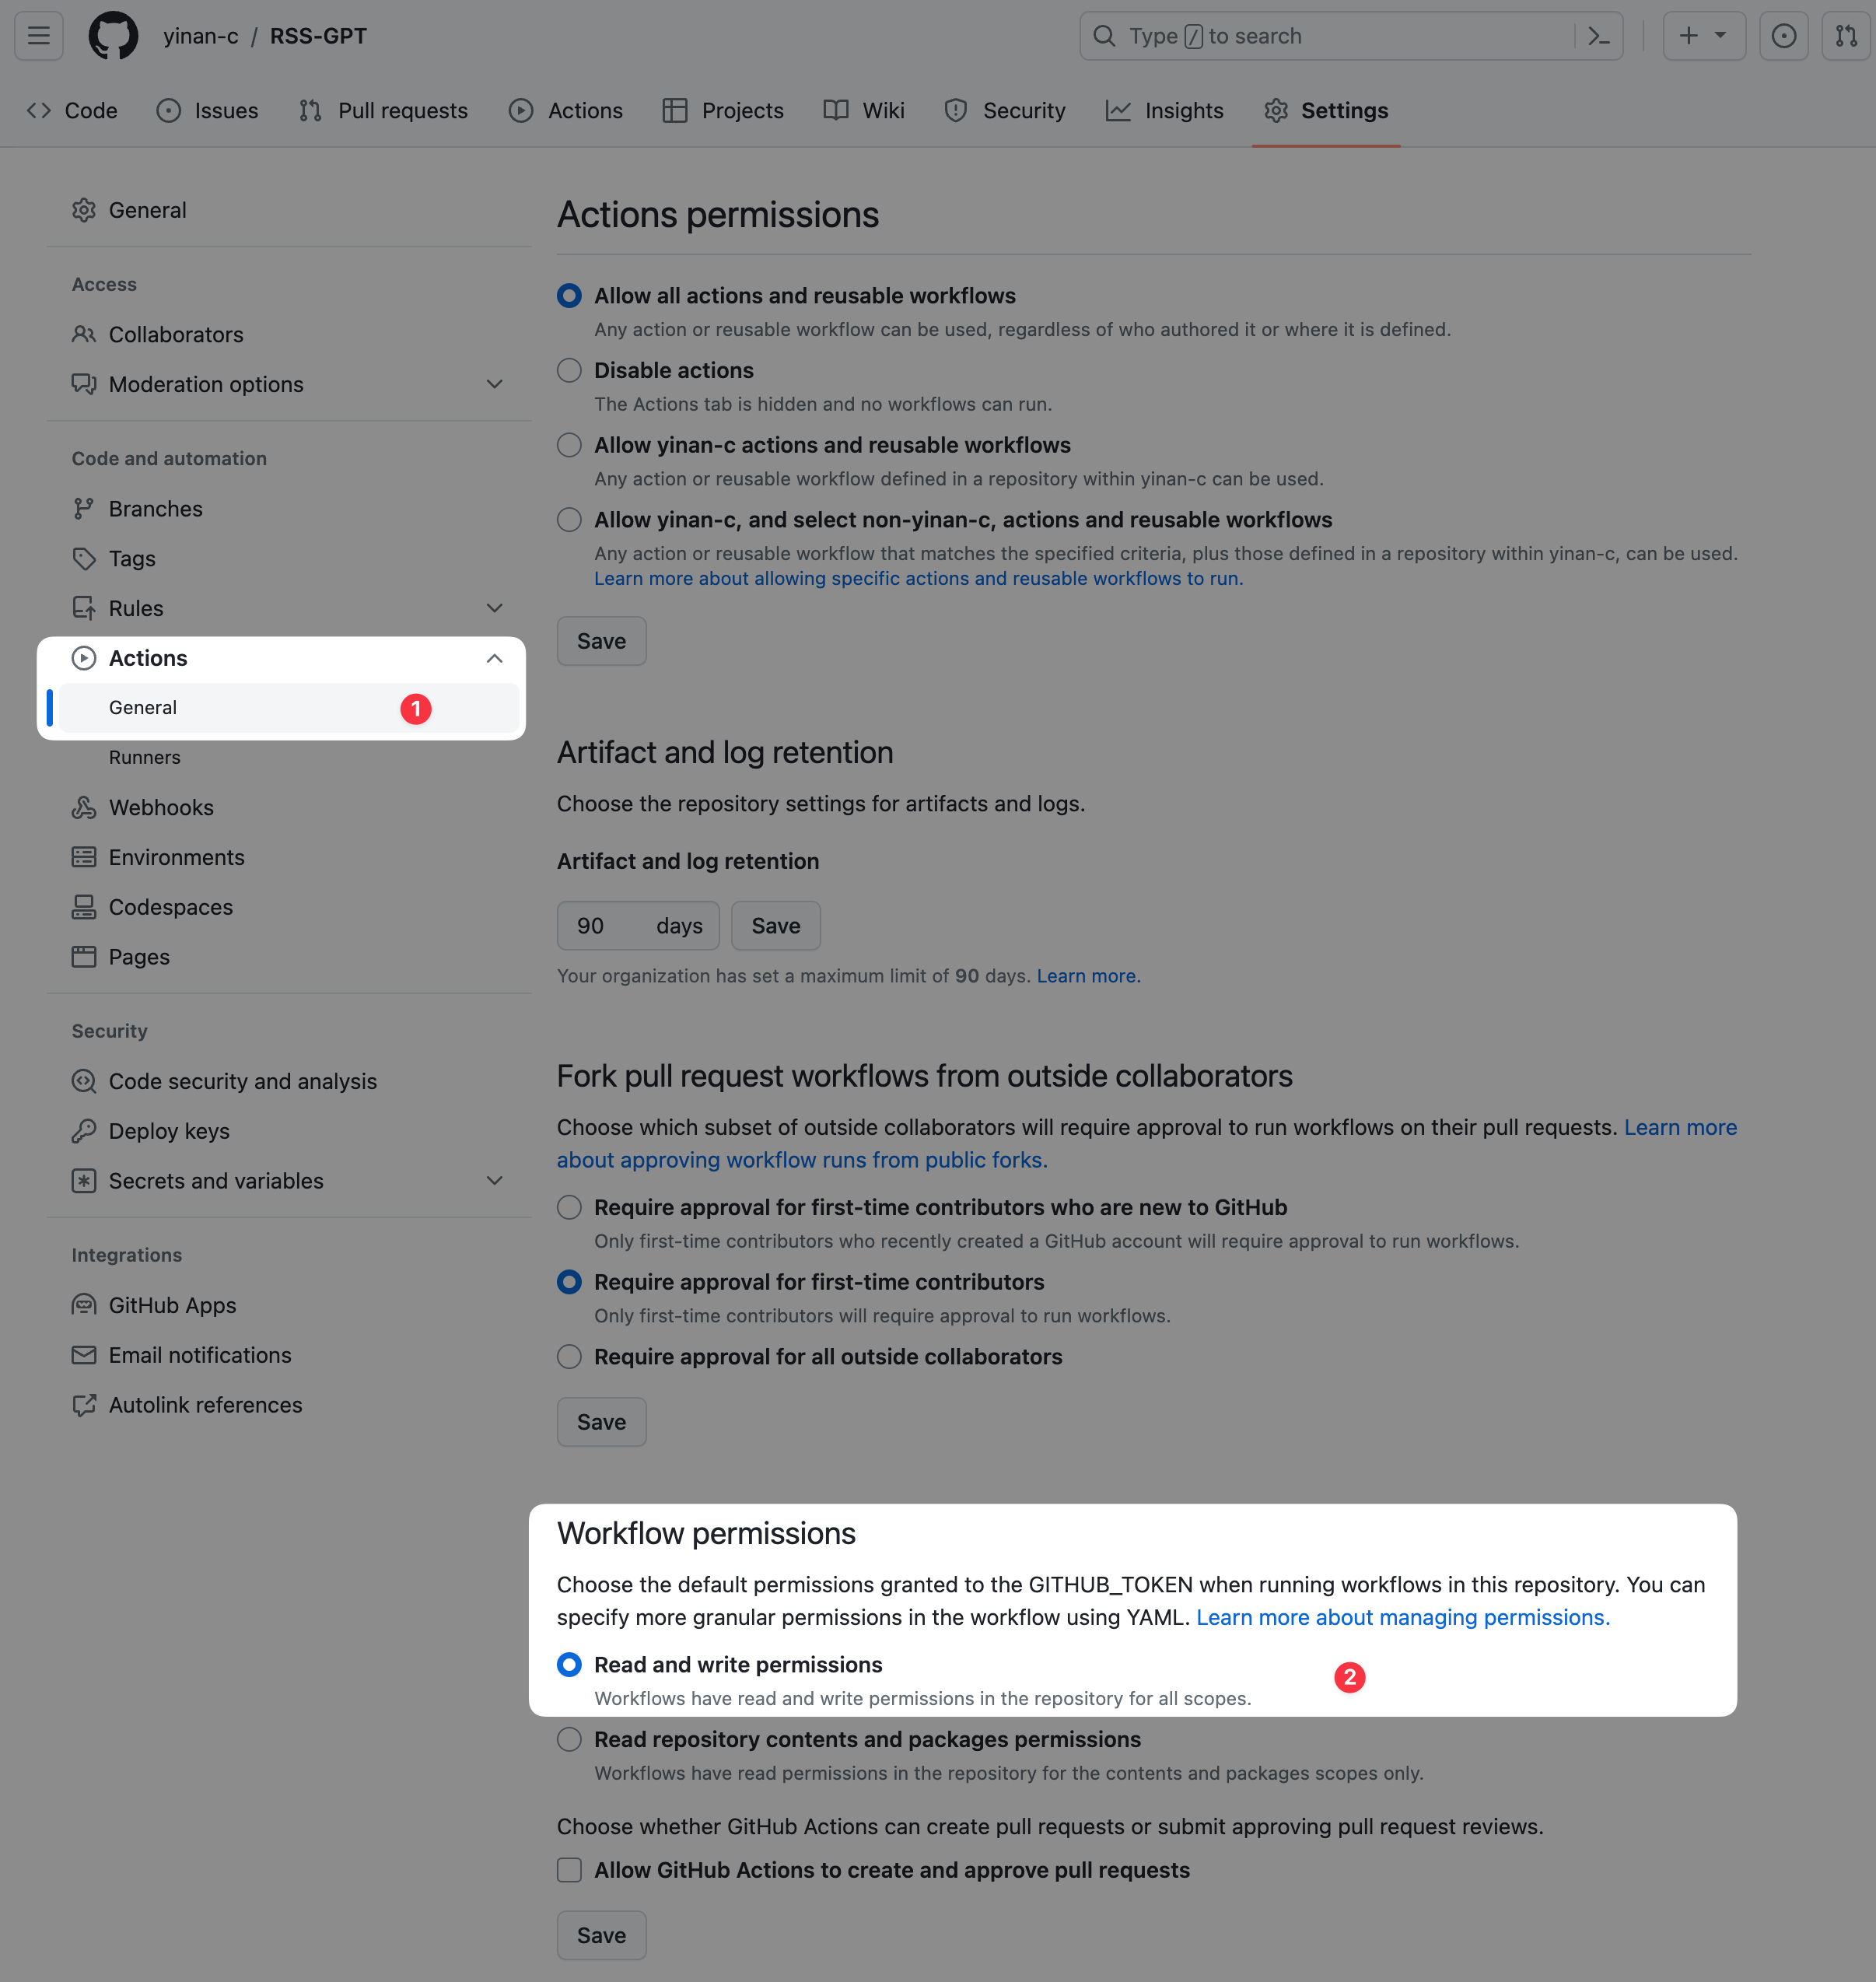 yinan-c / RSS-GPT
Type / to search
Code
Issues
Pull requests
Actions
Projects
Wiki
Security
Insights
Settings
General
Access
Collaborators
Moderation options
Code and automation
Branches
Tags
Rules
Actions
General
1
Runners
Webhooks
Environments
Codespaces
Pages
Security
Code security and analysis
Deploy keys
Secrets and variables
Integrations
GitHub Apps
Email notifications
Autolink references
Actions permissions
Allow all actions and reusable workflows
Any action or reusable workflow can be used, regardless of who authored it or where it is defined.
Disable actions
The Actions tab is hidden and no workflows can run.
Allow yinan-c actions and reusable workflows
Any action or reusable workflow defined in a repository within yinan-c can be used.
Allow yinan-c, and select non-yinan-c, actions and reusable workflows
Any action or reusable workflow that matches the specified criteria, plus those defined in a repository within yinan-c, can be used.
Learn more about allowing specific actions and reusable workflows to run.
Save
Artifact and log retention
Choose the repository settings for artifacts and logs.
Artifact and log retention
90 days
Save
Your organization has set a maximum limit of 90 days. Learn more.
Fork pull request workflows from outside collaborators
Choose which subset of outside collaborators will require approval to run workflows on their pull requests. Learn more
about approving workflow runs from public forks.
Require approval for first-time contributors who are new to GitHub
Only first-time contributors who recently created a GitHub account will require approval to run workflows.
Require approval for first-time contributors
Only first-time contributors will require approval to run workflows.
Require approval for all outside collaborators
Save
Workflow permissions
Choose the default permissions granted to the GITHUB_TOKEN when running workflows in this repository. You can
specify more granular permissions in the workflow using YAML. Learn more about managing permissions.
Read and write permissions
2
Workflows have read and write permissions in the repository for all scopes.
Read repository contents and packages permissions
Workflows have read permissions in the repository for the contents and packages scopes only.
Choose whether GitHub Actions can create pull requests or submit approving pull request reviews.
Allow GitHub Actions to create and approve pull requests
Save